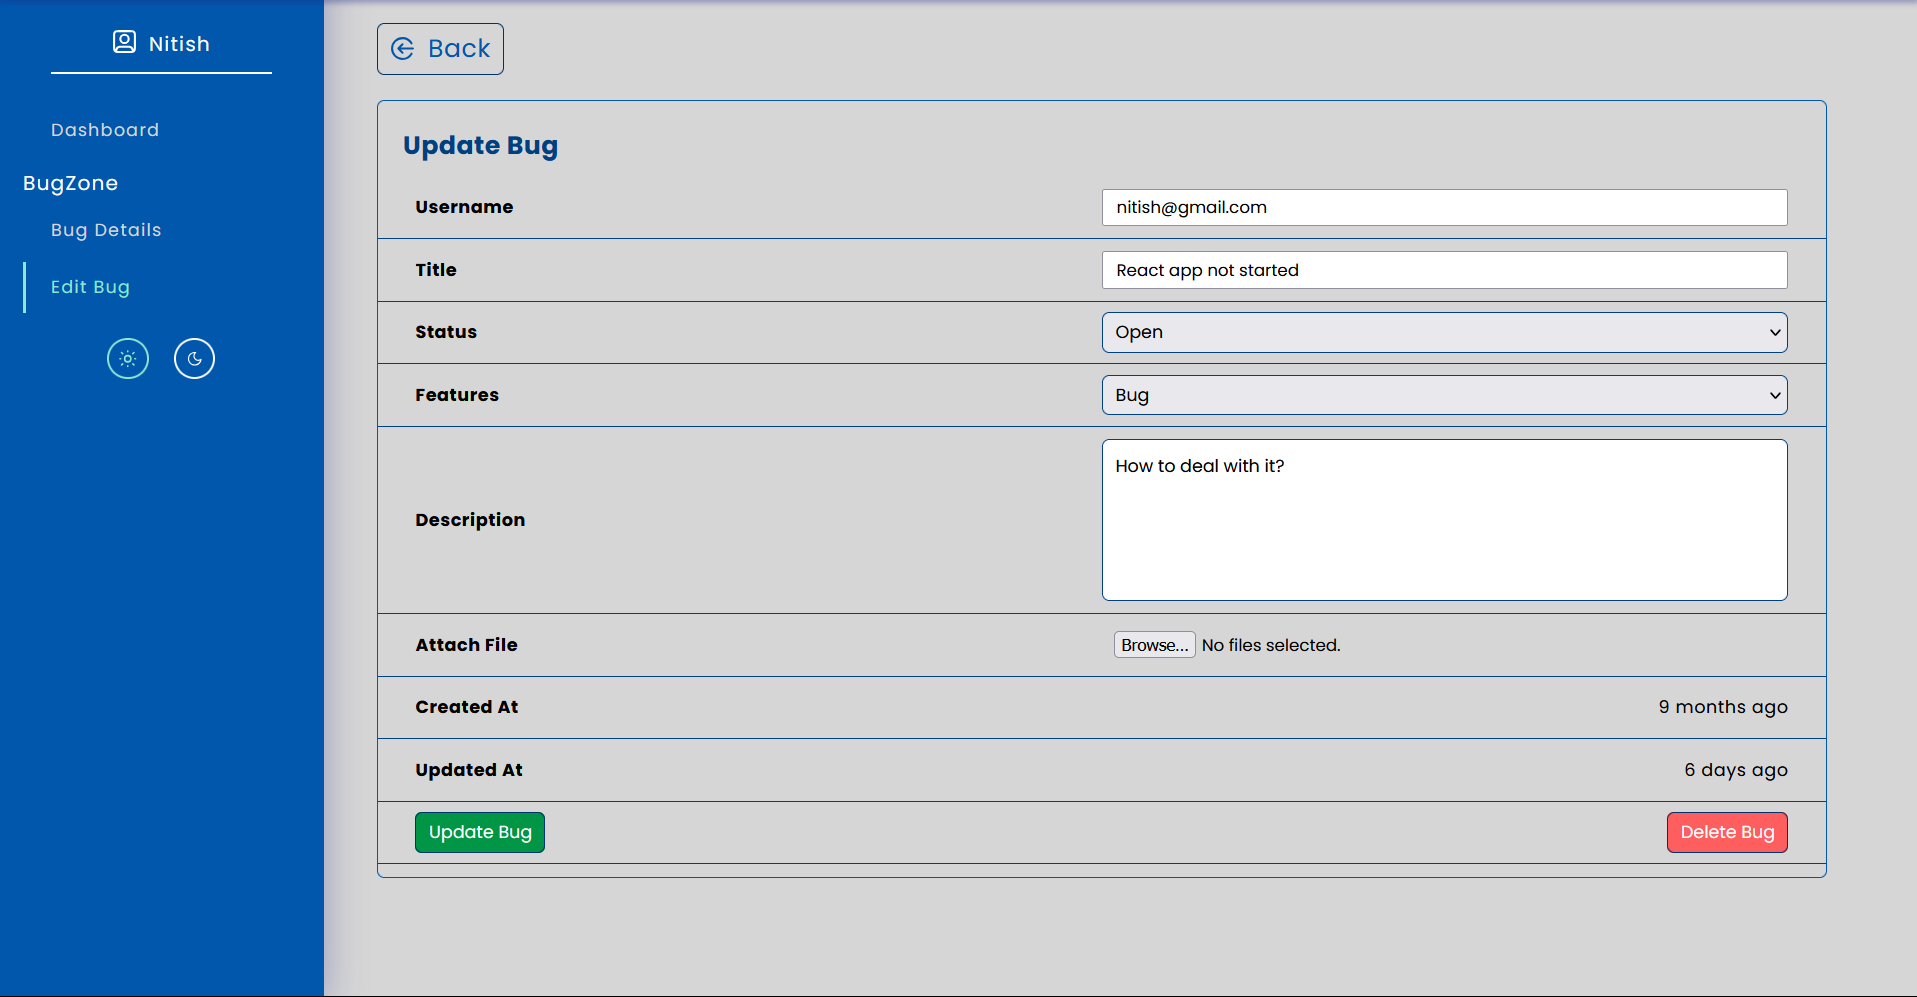 Nitish
Dashboard
BugZone
Bug Details
Edit Bug
Back
Update Bug
Username nitish@gmail.com
Title React app not started
Status Open
Features Bug
Description How to deal with it?
Attach File Browse... No files selected.
Created At 9 months ago
Updated At 6 days ago
Update Bug Delete Bug